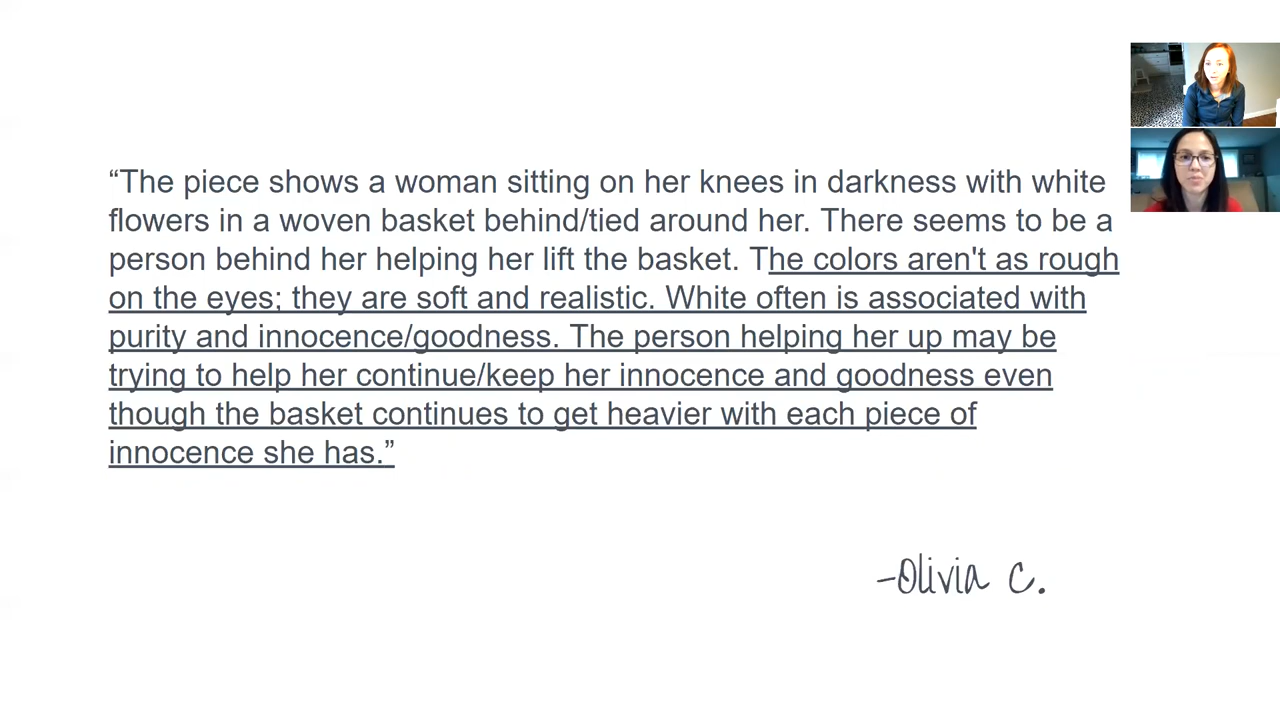 “The piece shows a woman sitting on her knees in darkness with white
flowers in a woven basket behind/tied around her. There seems to be a
person behind her helping her lift the basket. The colors aren't as rough
on the eyes; they are soft and realistic. White often is associated with
purity and innocence/goodness. The person helping her up may be
trying to help her continue/keep her innocence and goodness even
though the basket continues to get heavier with each piece of
innocence she has.”
-Olivia C.